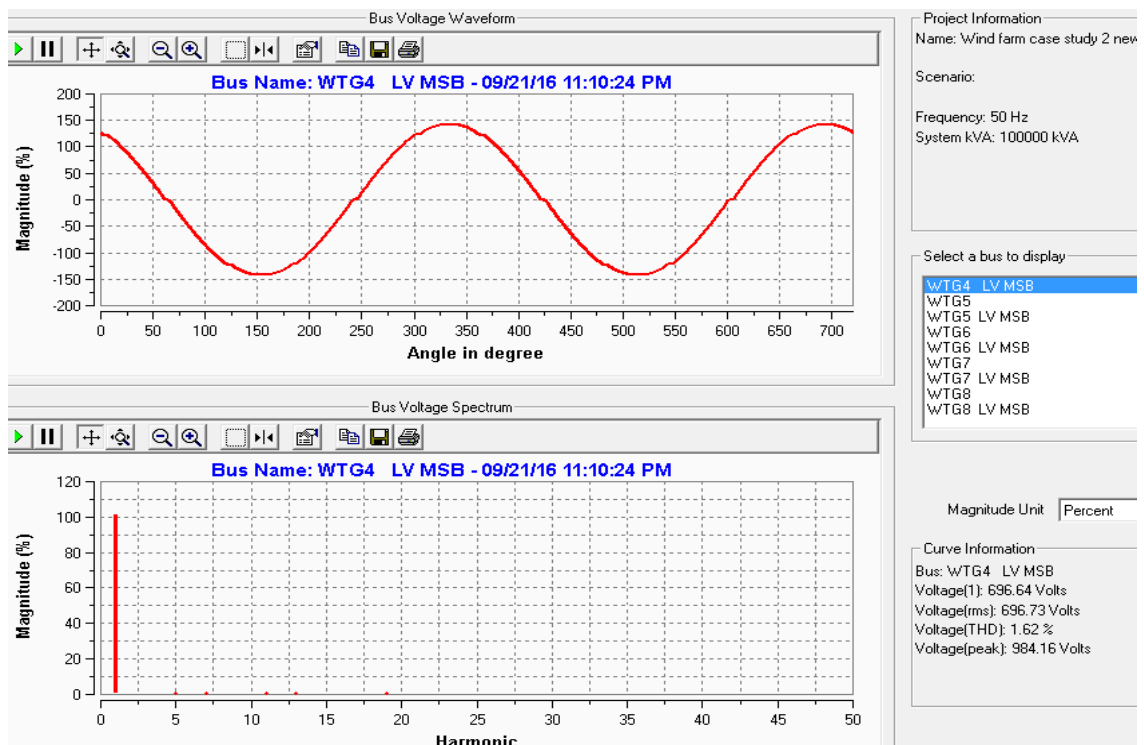 Bus Voltage Waveform
Bus Name: WTG4 LV MSB - 09/21/16 11:10:24 PM
200
150
100
50
0
-50
-100
-150
-200
Magnitude (%)
0 50 100 150 200 250 300 350 400 450 500 550 600 650 700
Angle in degree
Bus Voltage Spectrum
Bus Name: WTG4 LV MSB - 09/21/16 11:10:24 PM
120
100
80
60
40
20
0
Magnitude (%)
0 5 10 15 20 25 30 35 40 45 50
Harmonic
Project Information
Name: Wind farm case study 2 new
Scenario:
Frequency: 50 Hz
System kVA: 100000 kVA
Select a bus to display
WTG4 LV MSB
WTG5
WTG5 LV MSB
WTG6
WTG6 LV MSB
WTG7
WTG7 LV MSB
WTG8
WTG8 LV MSB
Magnitude Unit Percent
Curve Information
Bus: WTG4 LV MSB
Voltage(1): 696.64 Volts
Voltage(rms): 696.73 Volts
Voltage(THD): 1.62 %
Voltage(peak): 984.16 Volts